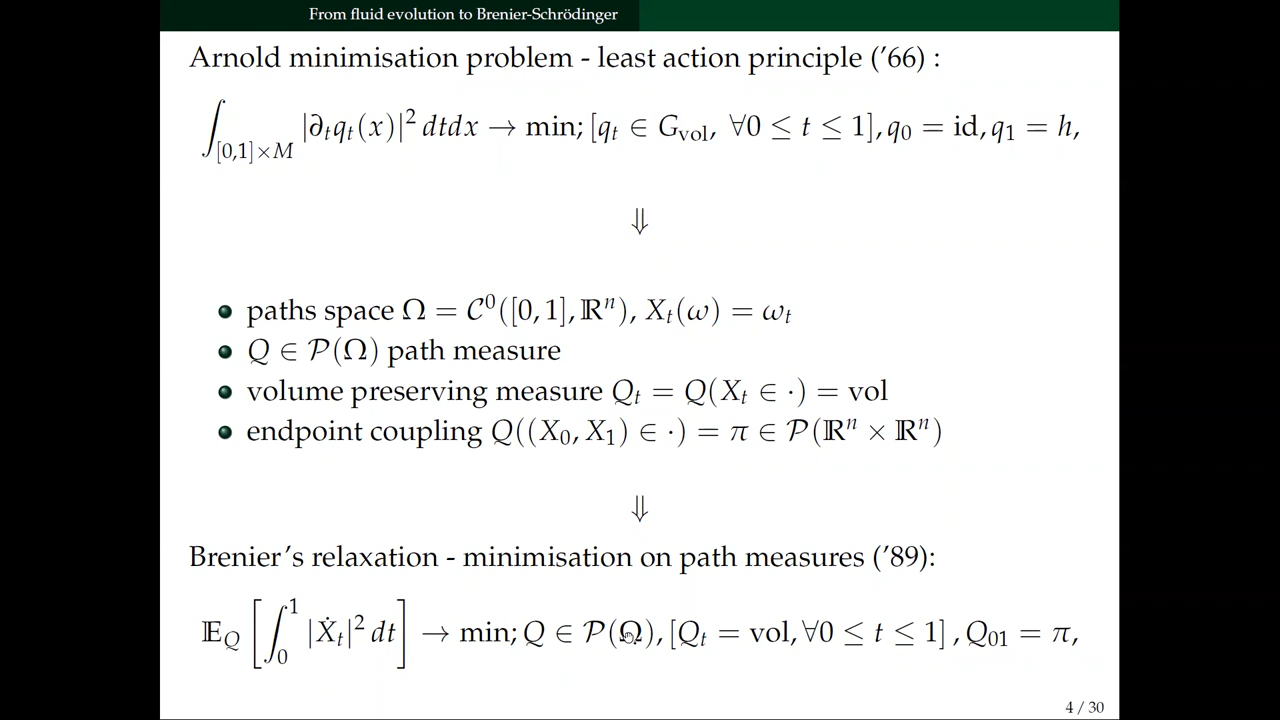 From fluid evolution to Brenier-Schrödinger
Arnold minimisation problem - least action principle (’66) :
∫_{[0,1]×M} |∂_t q_t(x)|² dtdx → min; [q_t ∈ G_vol, ∀0 ≤ t ≤ 1], q_0 = id, q_1 = h,
⇓
paths space Ω = C⁰([0, 1], ℝⁿ), X_t(ω) = ω_t
Q ∈ P(Ω) path measure
volume preserving measure Q_t = Q(X_t ∈ ·) = vol
endpoint coupling Q((X_0, X_1) ∈ ·) = π ∈ P(ℝⁿ × ℝⁿ)
⇓
Brenier’s relaxation - minimisation on path measures (’89):
𝔼_Q [∫_0^1 |Ẋ_t|² dt] → min; Q ∈ P(Ω), [Q_t = vol, ∀0 ≤ t ≤ 1] , Q_01 = π,
4 / 30